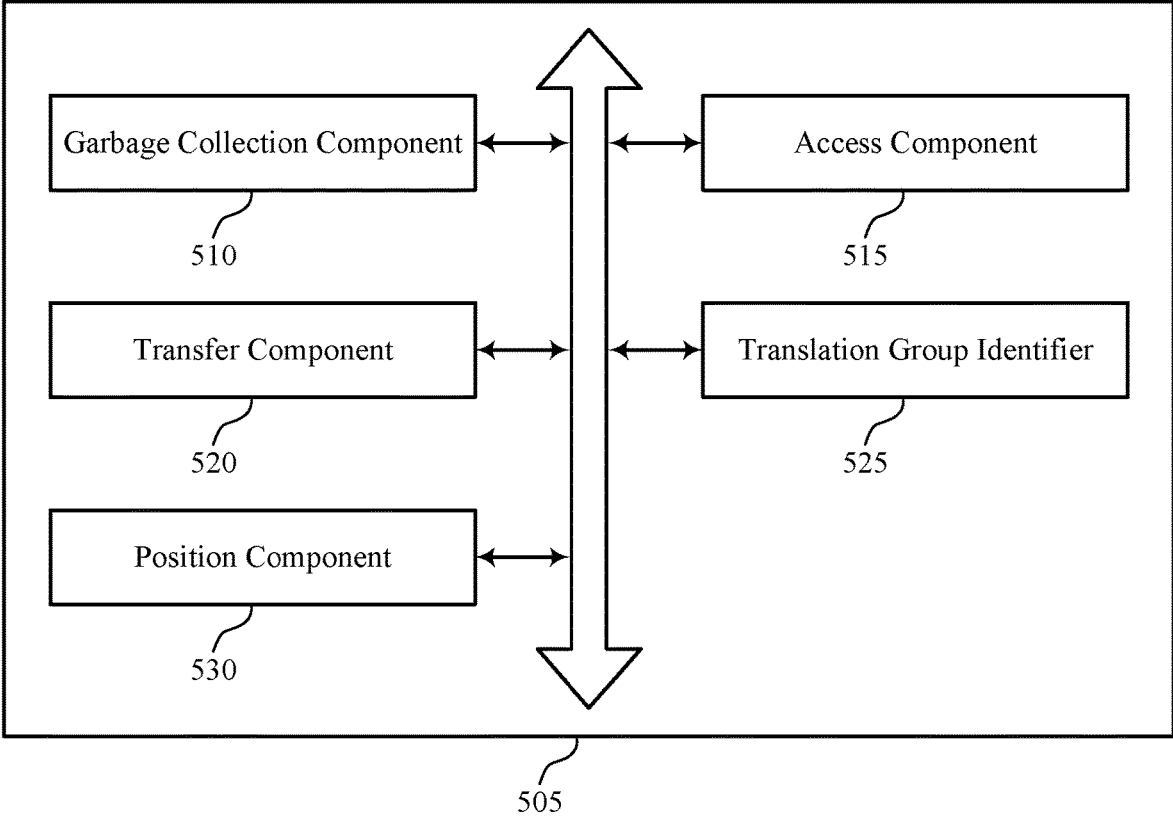 Garbage Collection Component
Access Component
510
515
Transfer Component
Translation Group Identifier
520
525
Position Component
530
505